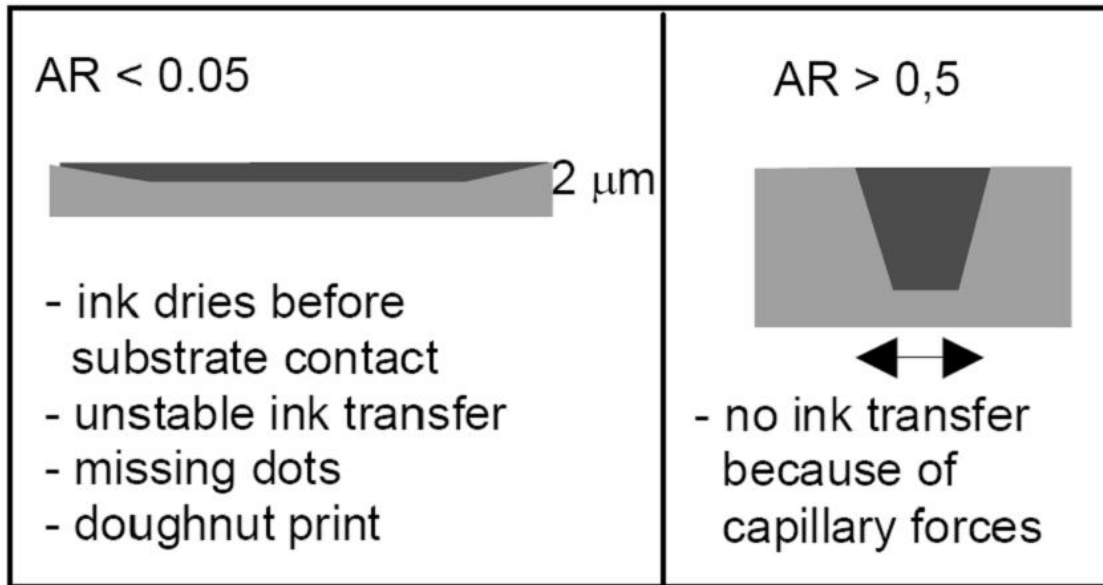 AR < 0.05
2 μm
- ink dries before
substrate contact
- unstable ink transfer
- missing dots
- doughnut print
AR > 0,5
- no ink transfer
because of
capillary forces